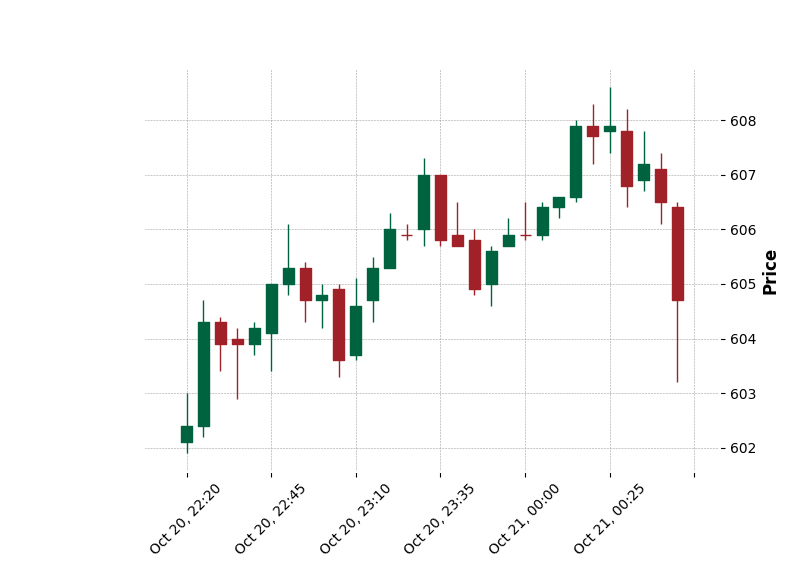 608
607
606
605
604
603
602
Price
Oct 20, 22:20
Oct 20, 22:45
Oct 20, 23:10
Oct 20, 23:35
Oct 21, 00:00
Oct 21, 00:25